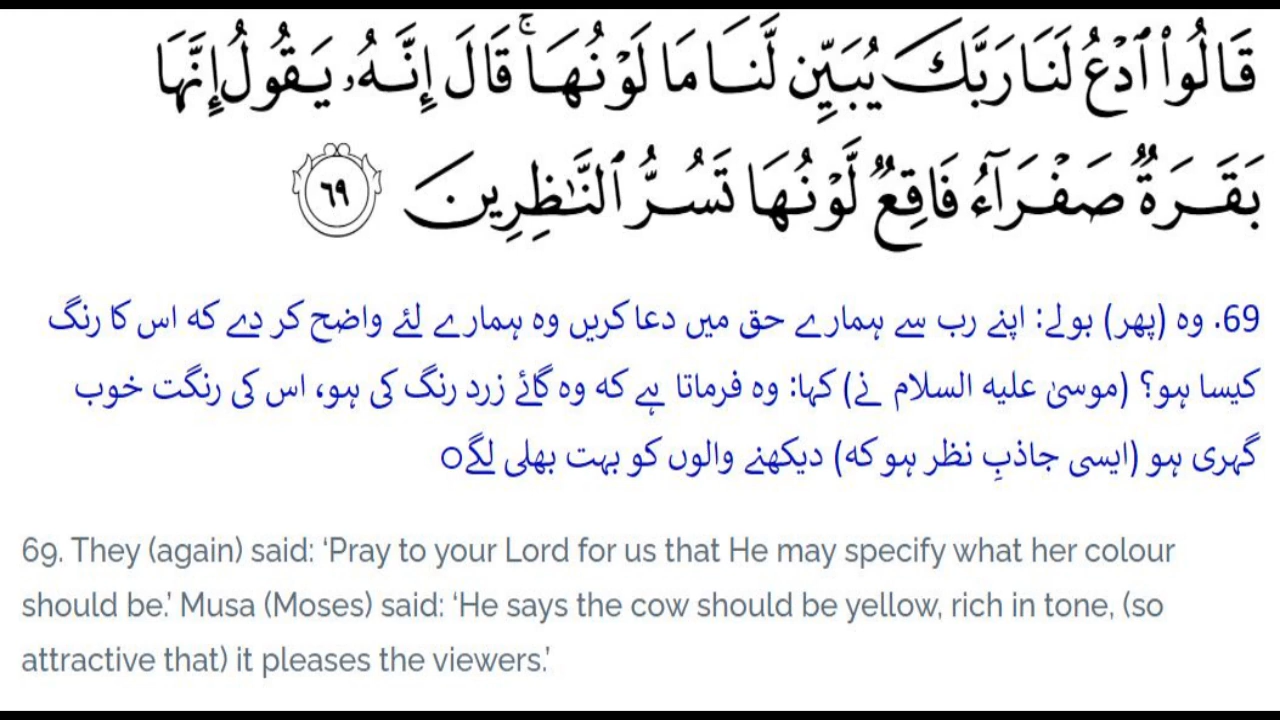 قَالُوا۟ ٱدۡعُ لَنَا رَبَّكَ يُبَيِّن لَّنَا مَا لَوۡنُهَاۚ قَالَ إِنَّهُۥ يَقُولُ إِنَّهَا
بَقَرَةٞ صَفۡرَآءُ فَاقِعٞ لَّوۡنُهَا تَسُرُّ ٱلنَّـٰظِرِينَ ٦٩
69. وہ (پھر) بولے: اپنے رب سے ہمارے حق میں دعا کریں وہ ہمارے لئے واضح کر دے کہ اس کا رنگ
کیسا ہو؟ (موسیٰ علیہ السلام نے) کہا: وہ فرماتا ہے کہ وہ گائے زرد رنگ کی ہو، اس کی رنگت خوب
گہری ہو (ایسی جاذبِ نظر ہو کہ) دیکھنے والوں کو بہت بھلی لگےo
69. They (again) said: ‘Pray to your Lord for us that He may specify what her colour
should be.’ Musa (Moses) said: ‘He says the cow should be yellow, rich in tone, (so
attractive that) it pleases the viewers.’